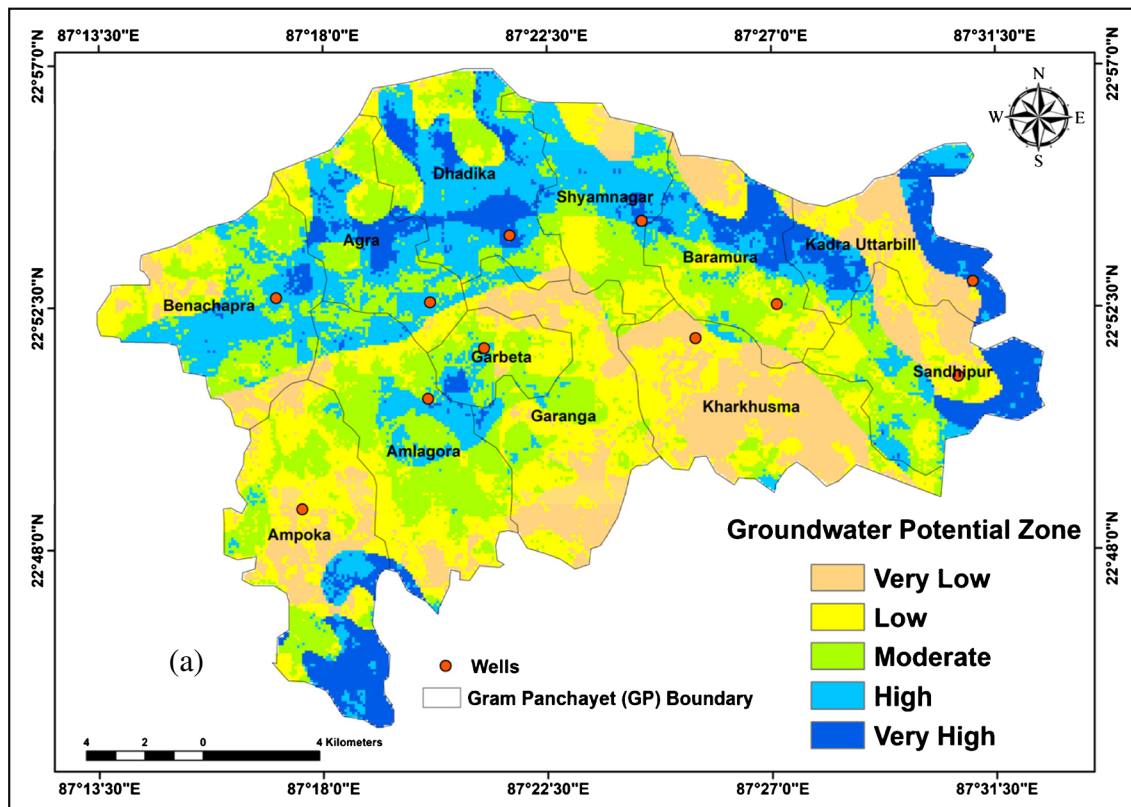 87°13'30"E 87°18'0"E 87°22'30"E 87°27'0"E 87°31'30"E
22°57'0"N
22°57'0"N
N
W E
S
Dhadika
Shyamnagar
Agra
Kadra Uttarbill
Baramura
Benachapra
22°52'30"N
22°52'30"N
Garbeta
Sandhipur
Kharkhusma
Garanga
Amlagora
Ampoka
22°48'0"N
22°48'0"N
Groundwater Potential Zone
Very Low
Low
Moderate
High
Very High
(a)
Wells
Gram Panchayet (GP) Boundary
4 2 0 4 Kilometers
87°13'30"E 87°18'0"E 87°22'30"E 87°27'0"E 87°31'30"E